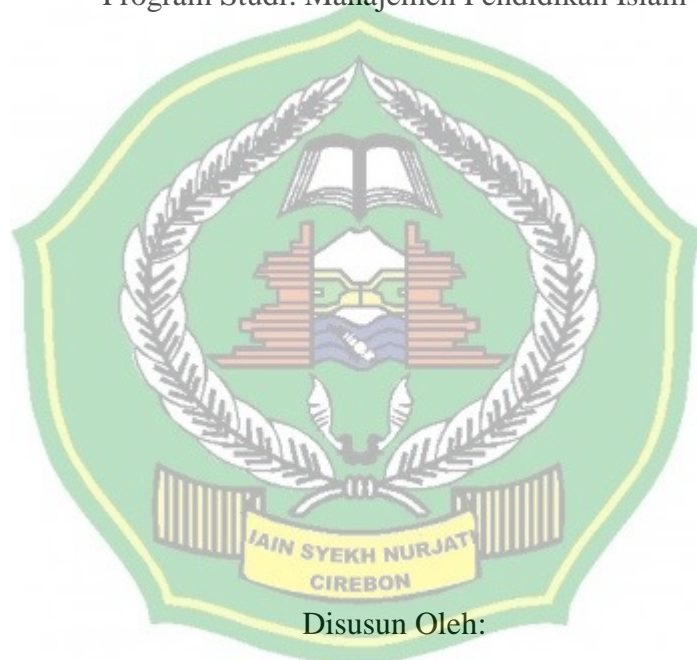 Program Studi: Manajemen Pendidikan Islam
IAIN SYEKH NURJATI
CIREBON
Disusun Oleh: